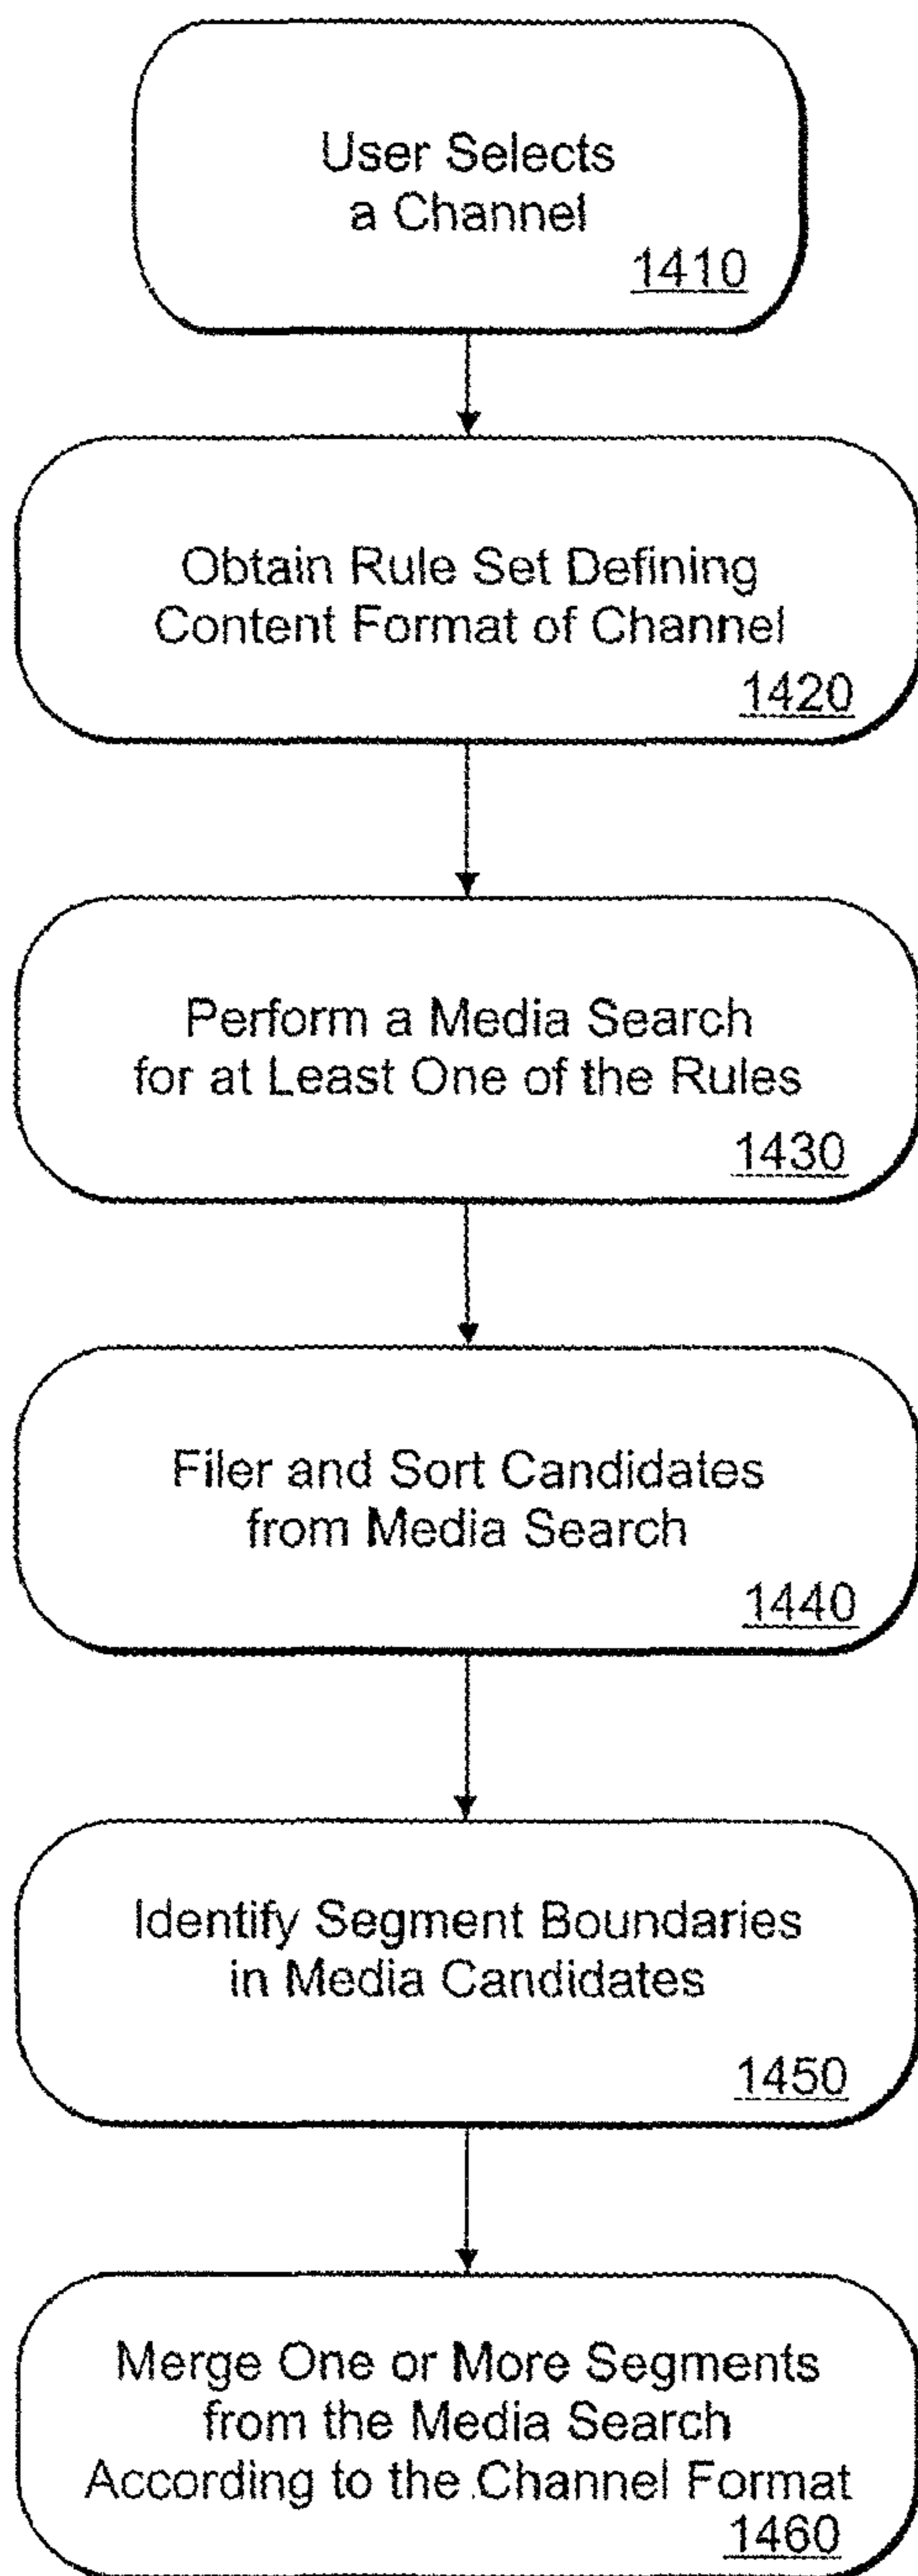 User Selects
a Channel
1410
Obtain Rule Set Defining
Content Format of Channel
1420
Perform a Media Search
for at Least One of the Rules
1430
Filer and Sort Candidates
from Media Search
1440
Identify Segment Boundaries
in Media Candidates
1450
Merge One or More Segments
from the Media Search
According to the Channel Format
1460